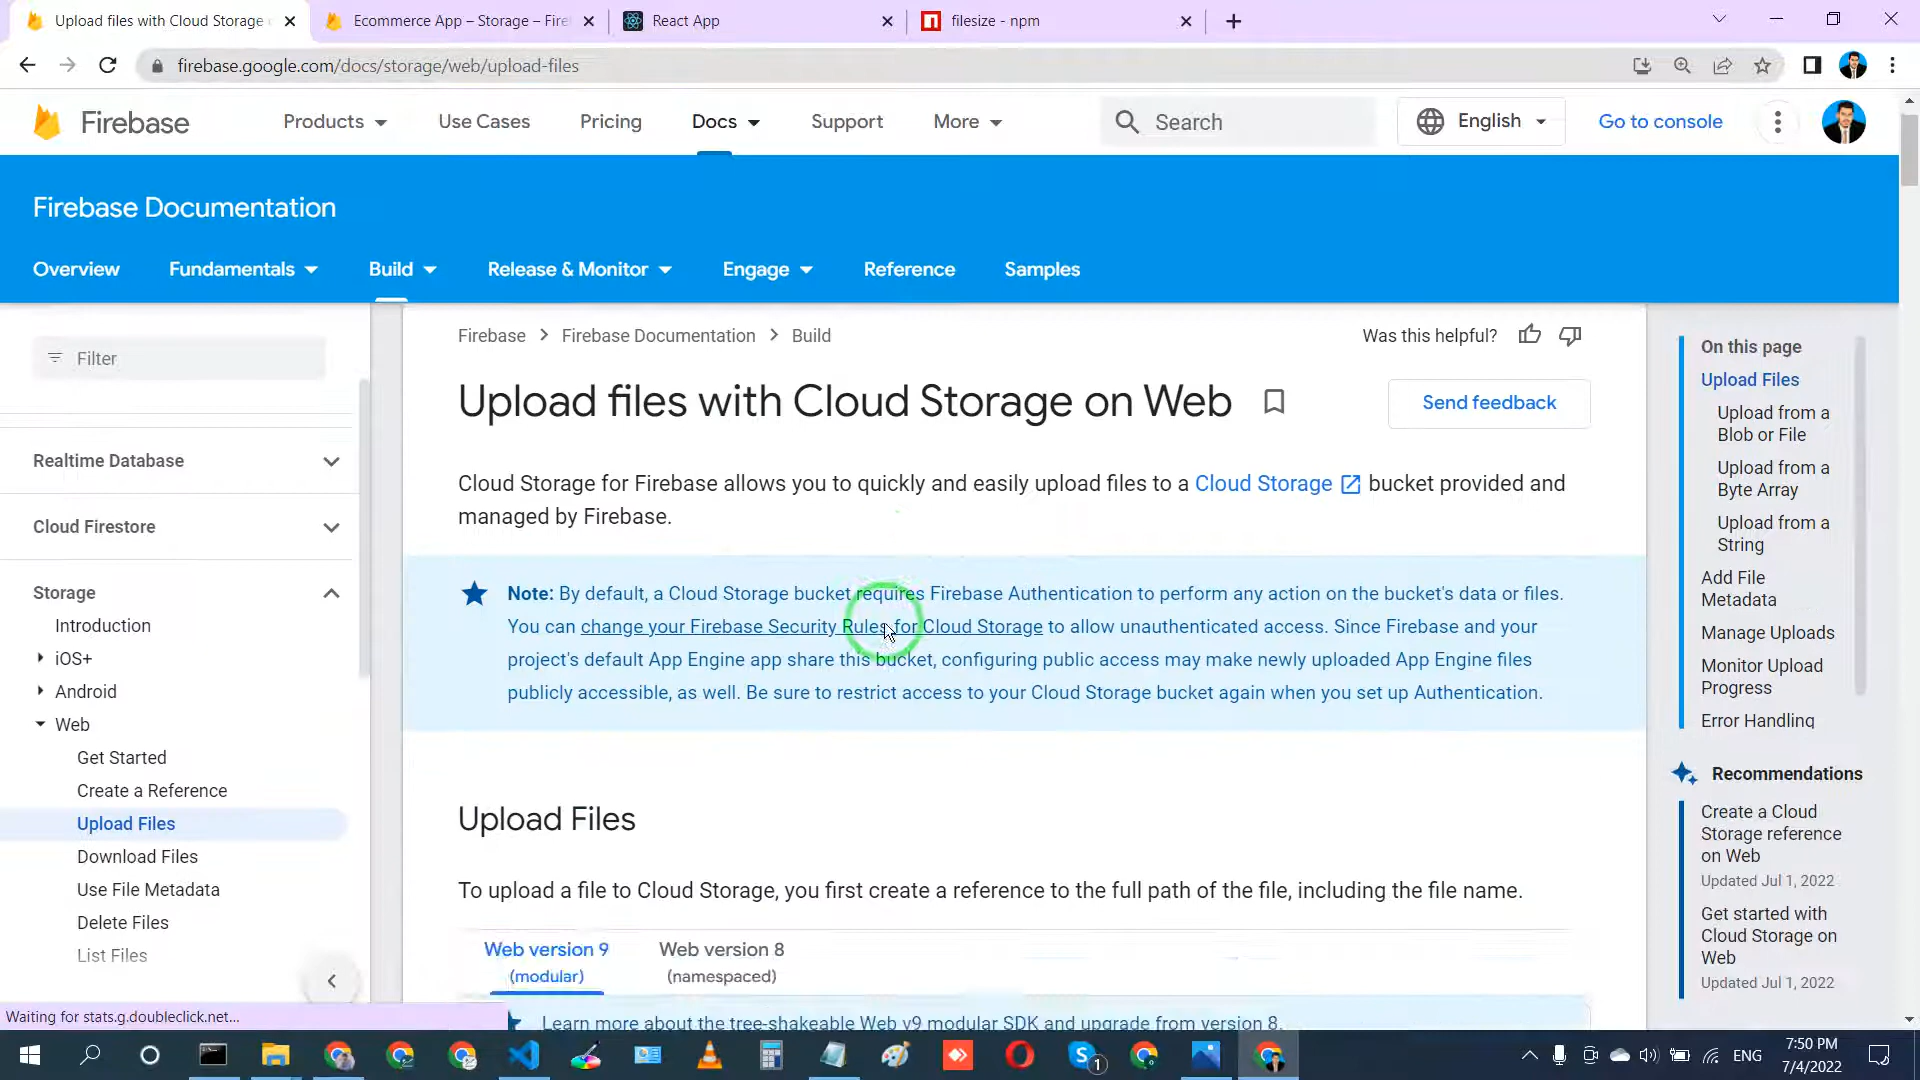 Upload files with Cloud Storage
Ecommerce App – Storage – Fire
React App
filesize - npm
firebase.google.com/docs/storage/web/upload-files
Firebase
Products
Use Cases
Pricing
Docs
Support
More
Search
English
Go to console
Firebase Documentation
Overview
Fundamentals
Build
Release & Monitor
Engage
Reference
Samples
Filter
Realtime Database
Cloud Firestore
Storage
Introduction
iOS+
Android
Web
Get Started
Create a Reference
Upload Files
Download Files
Use File Metadata
Delete Files
List Files
Firebase > Firebase Documentation > Build
Was this helpful?
Upload files with Cloud Storage on Web
Send feedback
Cloud Storage for Firebase allows you to quickly and easily upload files to a Cloud Storage bucket provided and
managed by Firebase.
Note: By default, a Cloud Storage bucket requires Firebase Authentication to perform any action on the bucket's data or files.
You can change your Firebase Security Rules for Cloud Storage to allow unauthenticated access. Since Firebase and your
project's default App Engine app share this bucket, configuring public access may make newly uploaded App Engine files
publicly accessible, as well. Be sure to restrict access to your Cloud Storage bucket again when you set up Authentication.
Upload Files
To upload a file to Cloud Storage, you first create a reference to the full path of the file, including the file name.
Web version 9
(modular)
Web version 8
(namespaced)
Learn more about the tree-shakeable Web v9 modular SDK and upgrade from version 8.
On this page
Upload Files
Upload from a
Blob or File
Upload from a
Byte Array
Upload from a
String
Add File
Metadata
Manage Uploads
Monitor Upload
Progress
Error Handling
Recommendations
Create a Cloud
Storage reference
on Web
Updated Jul 1, 2022
Get started with
Cloud Storage on
Web
Updated Jul 1, 2022
Waiting for stats.g.doubleclick.net...
1
ENG
7:50 PM
7/4/2022